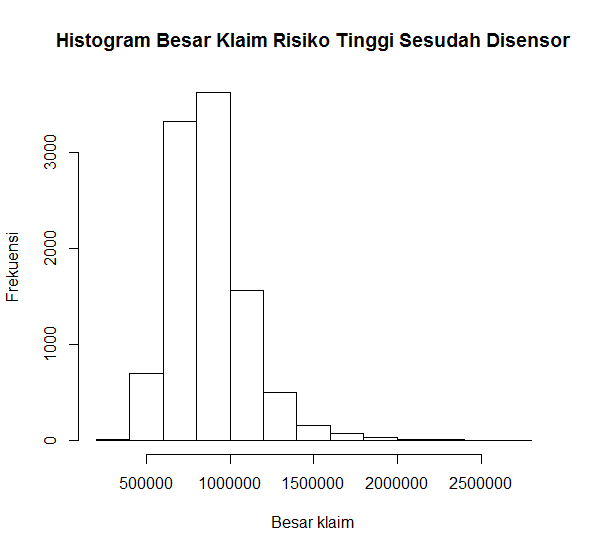 Histogram Besar Klaim Risiko Tinggi Sesudah Disensor
3000
2000
1000
0
Frekuensi
500000 1000000 1500000 2000000 2500000
Besar klaim